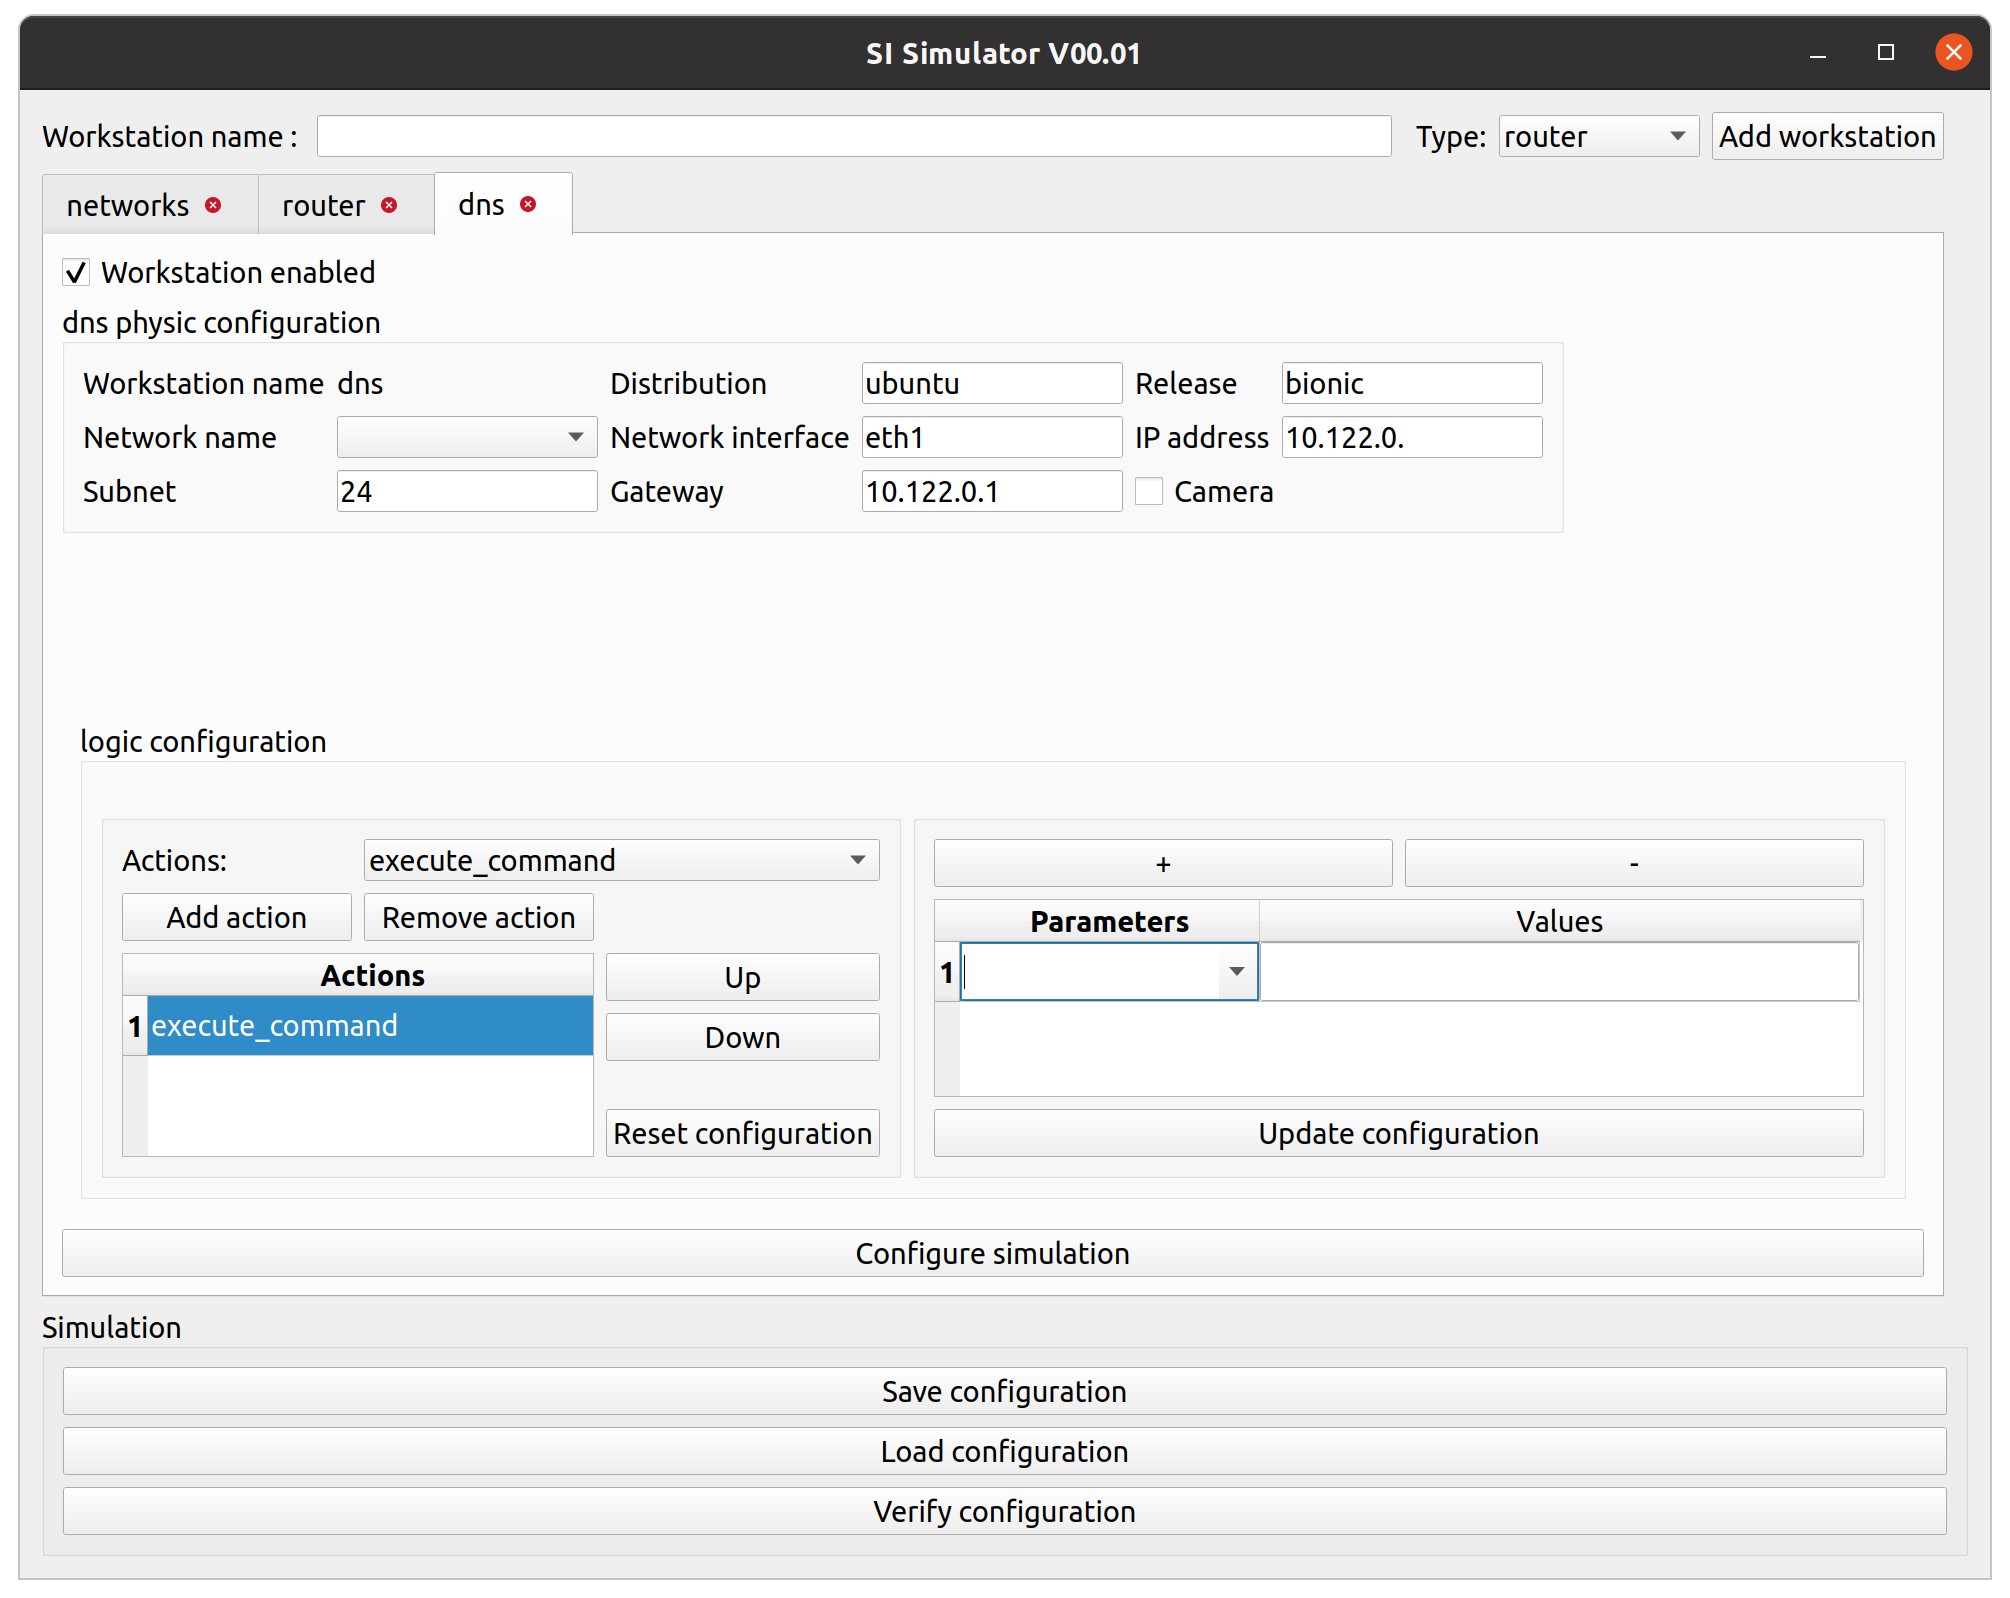 SI Simulator V00.01
Workstation name : Type: router Add workstation
networks router dns
Workstation enabled
dns physic configuration
Workstation name dns Distribution ubuntu Release bionic
Network name Network interface eth1 IP address 10.122.0.
Subnet 24 Gateway 10.122.0.1 Camera
logic configuration
Actions: execute_command + -
Add action Remove action Parameters Values
Actions Up 1
1 execute_command Down
Reset configuration Update configuration
Configure simulation
Simulation
Save configuration
Load configuration
Verify configuration